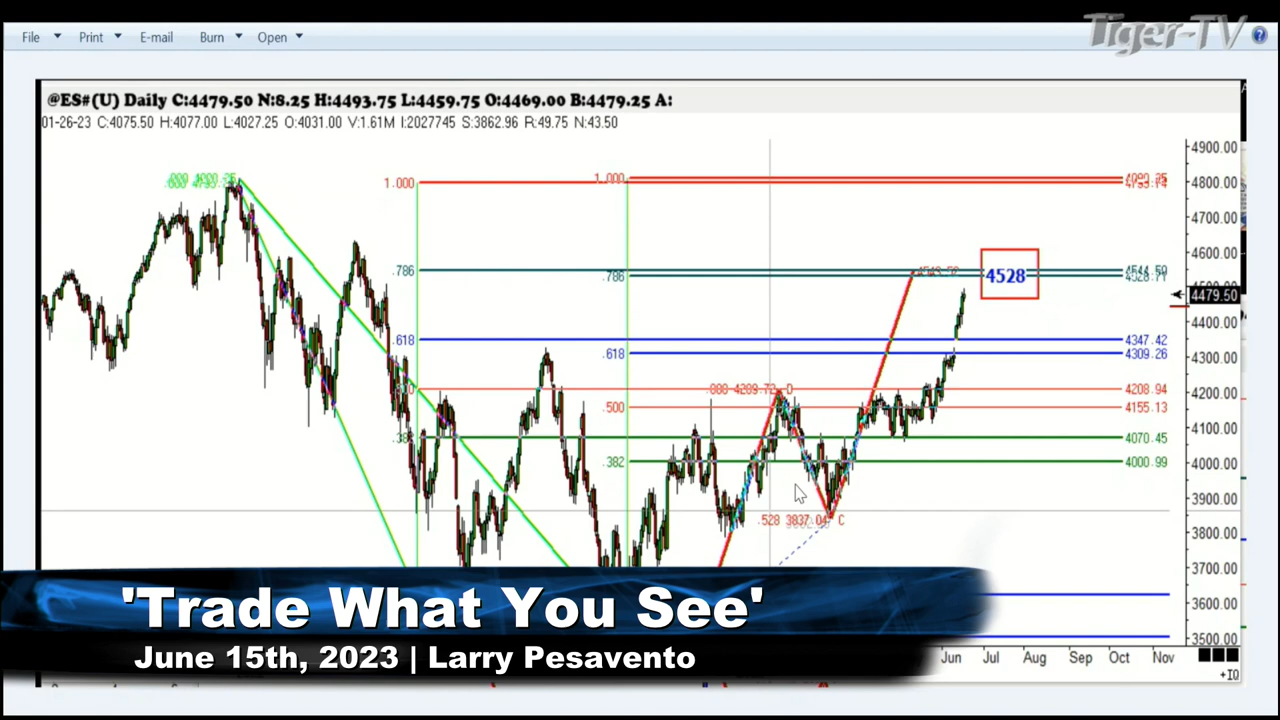 File Print E-mail Burn Open
Tiger-TV
@ES#(U) Daily C:4479.50 N:8.25 H:4493.75 L:4459.75 O:4469.00 B:4479.25 A:
01-26-23 C:4075.50 H:4077.00 L:4027.25 O:4031.00 V:1.61M I:2027745 S:3862.96 R:49.75 N:43.50
4900.00
1.000 1.000 4800.00
4700.00
4600.00
.786 .786 4528
4479.50
4400.00
.618 4347.42
.618 4309.26 4300.00
4208.94 4200.00
.500 4155.13
4100.00
4070.45
.382 4000.99 4000.00
3900.00
.528 3837.04 C
3800.00
3700.00
3600.00
3500.00
'Trade What You See'
June 15th, 2023 | Larry Pesavento
Jun Jul Aug Sep Oct Nov
+IQ